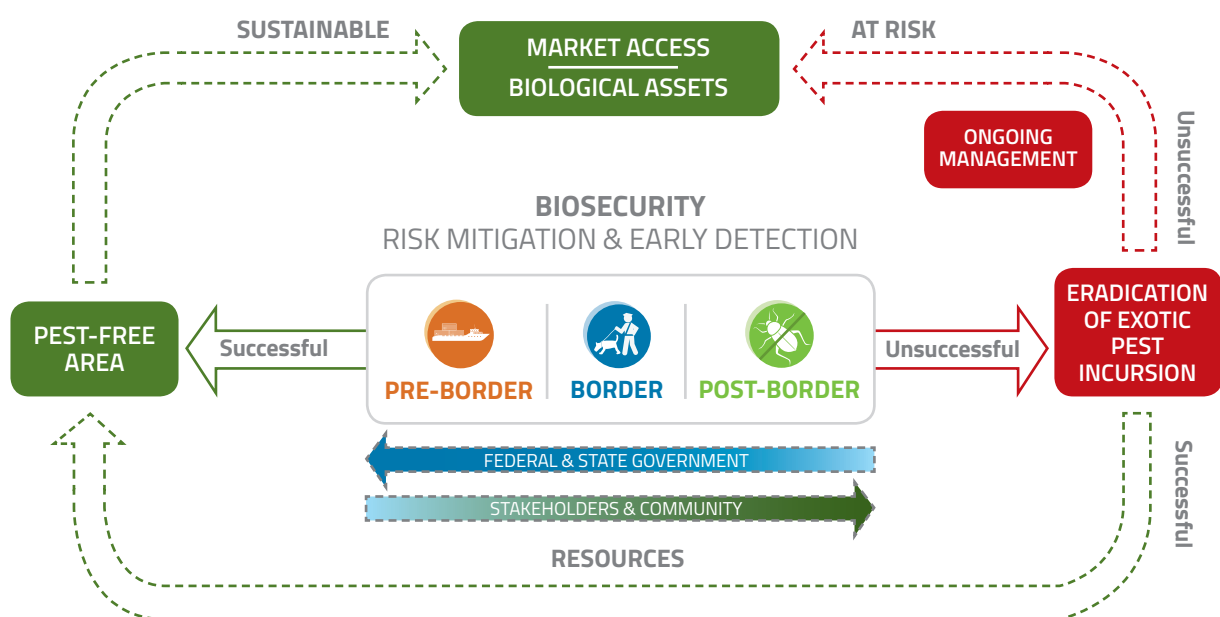 SUSTAINABLE
MARKET ACCESS
BIOLOGICAL ASSETS
AT RISK
ONGOING
MANAGEMENT
Unsuccessful
BIOSECURITY
RISK MITIGATION & EARLY DETECTION
PEST-FREE
AREA
Successful
PRE-BORDER
BORDER
POST-BORDER
Unsuccessful
ERADICATION
OF EXOTIC
PEST
INCURSION
FEDERAL & STATE GOVERNMENT
STAKEHOLDERS & COMMUNITY
RESOURCES
Successful